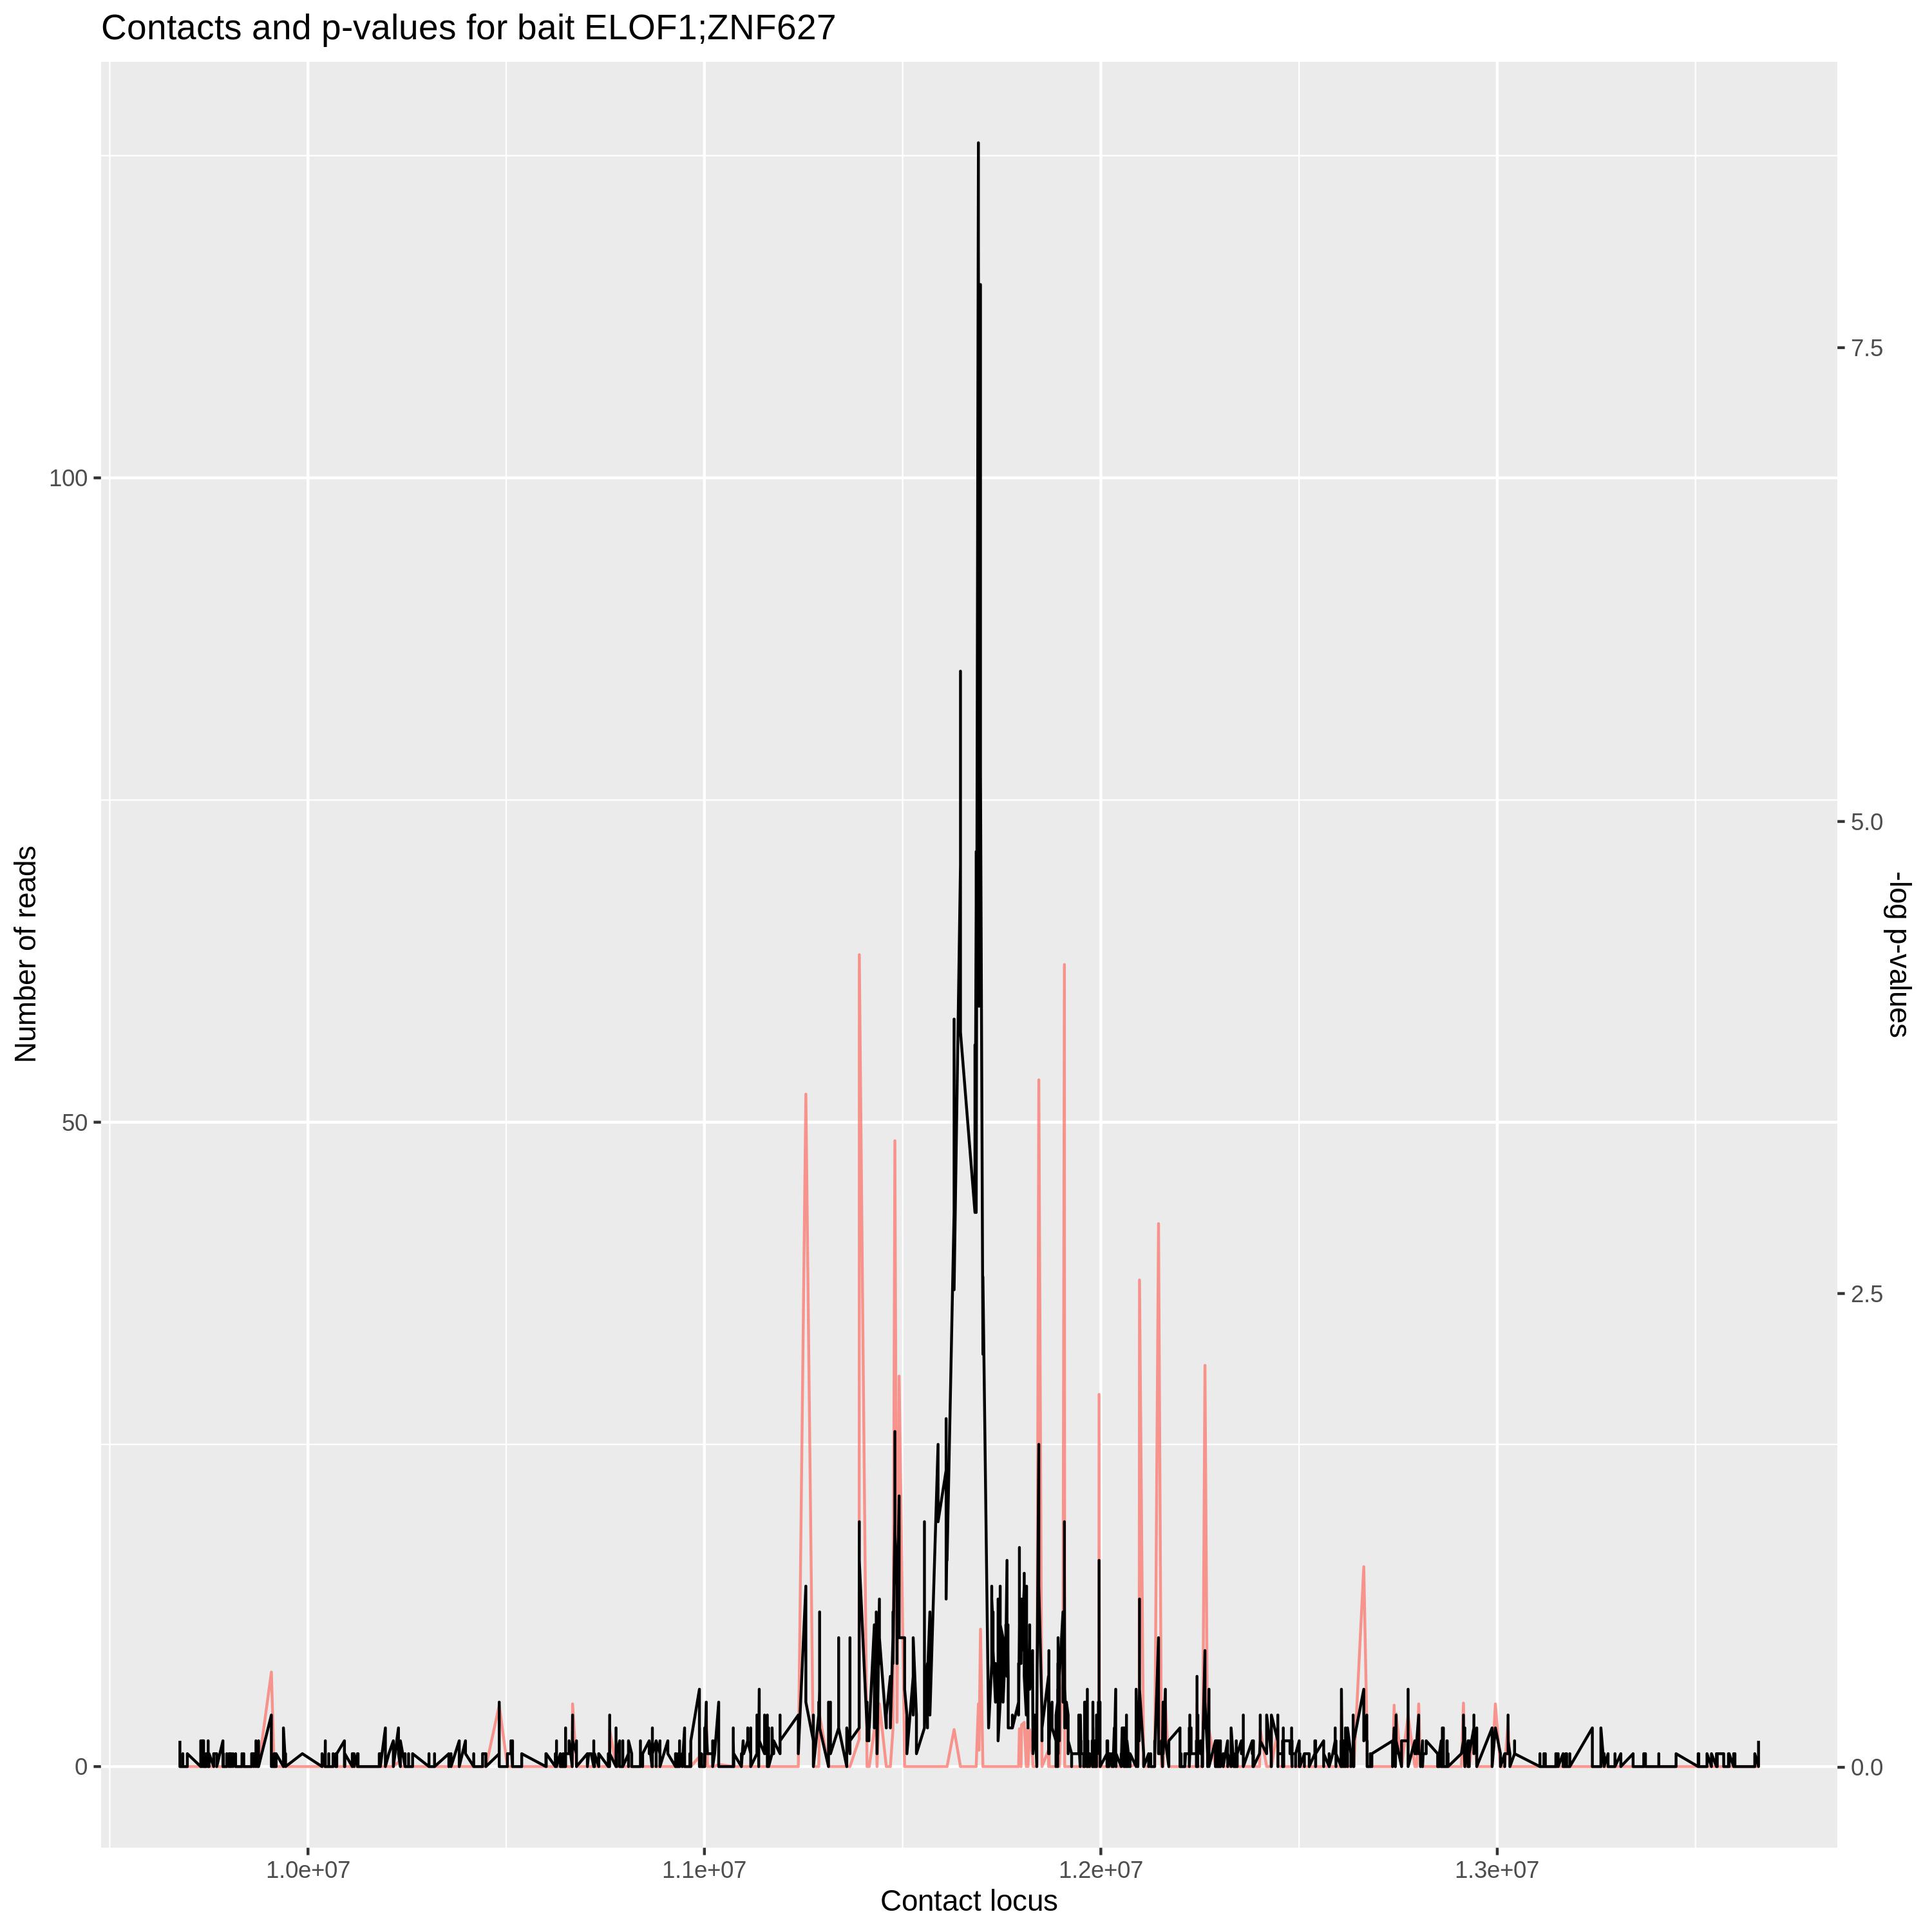 Contacts and p-values for bait ELOF1;ZNF627
100
50
0
Number of reads
7.5
5.0
2.5
0.0
-log p-values
1.0e+07
1.1e+07
1.2e+07
1.3e+07
Contact locus